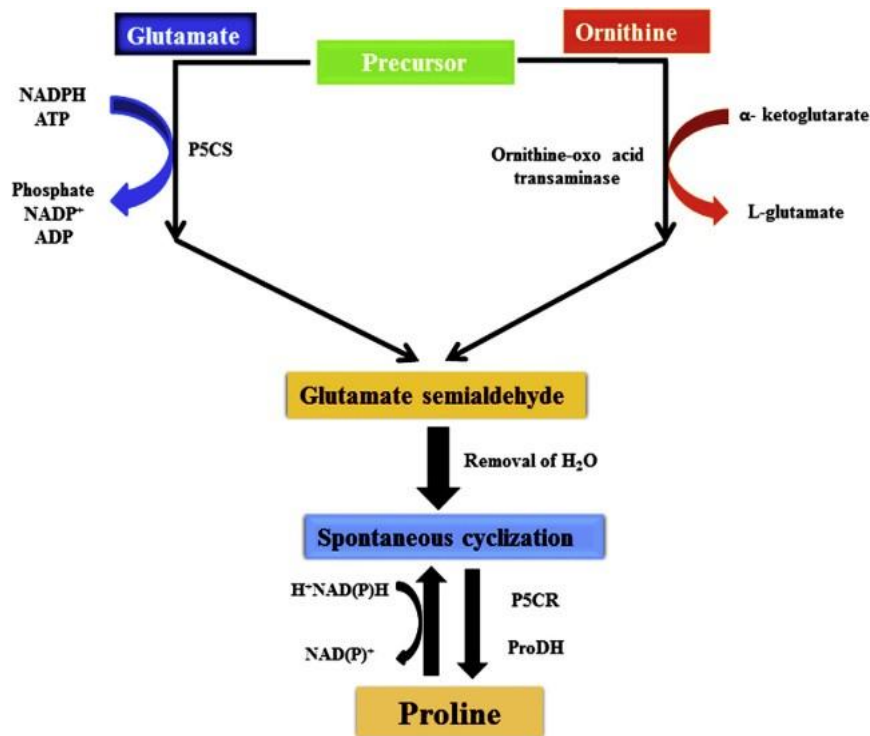 Glutamate
Ornithine
Precursor
NADPH
ATP
P5CS
Phosphate
NADP⁺
ADP
α- ketoglutarate
Ornithine-oxo acid
transaminase
L-glutamate
Glutamate semialdehyde
Removal of H₂O
Spontaneous cyclization
H⁺NAD(P)H
NAD(P)⁺
P5CR
ProDH
Proline